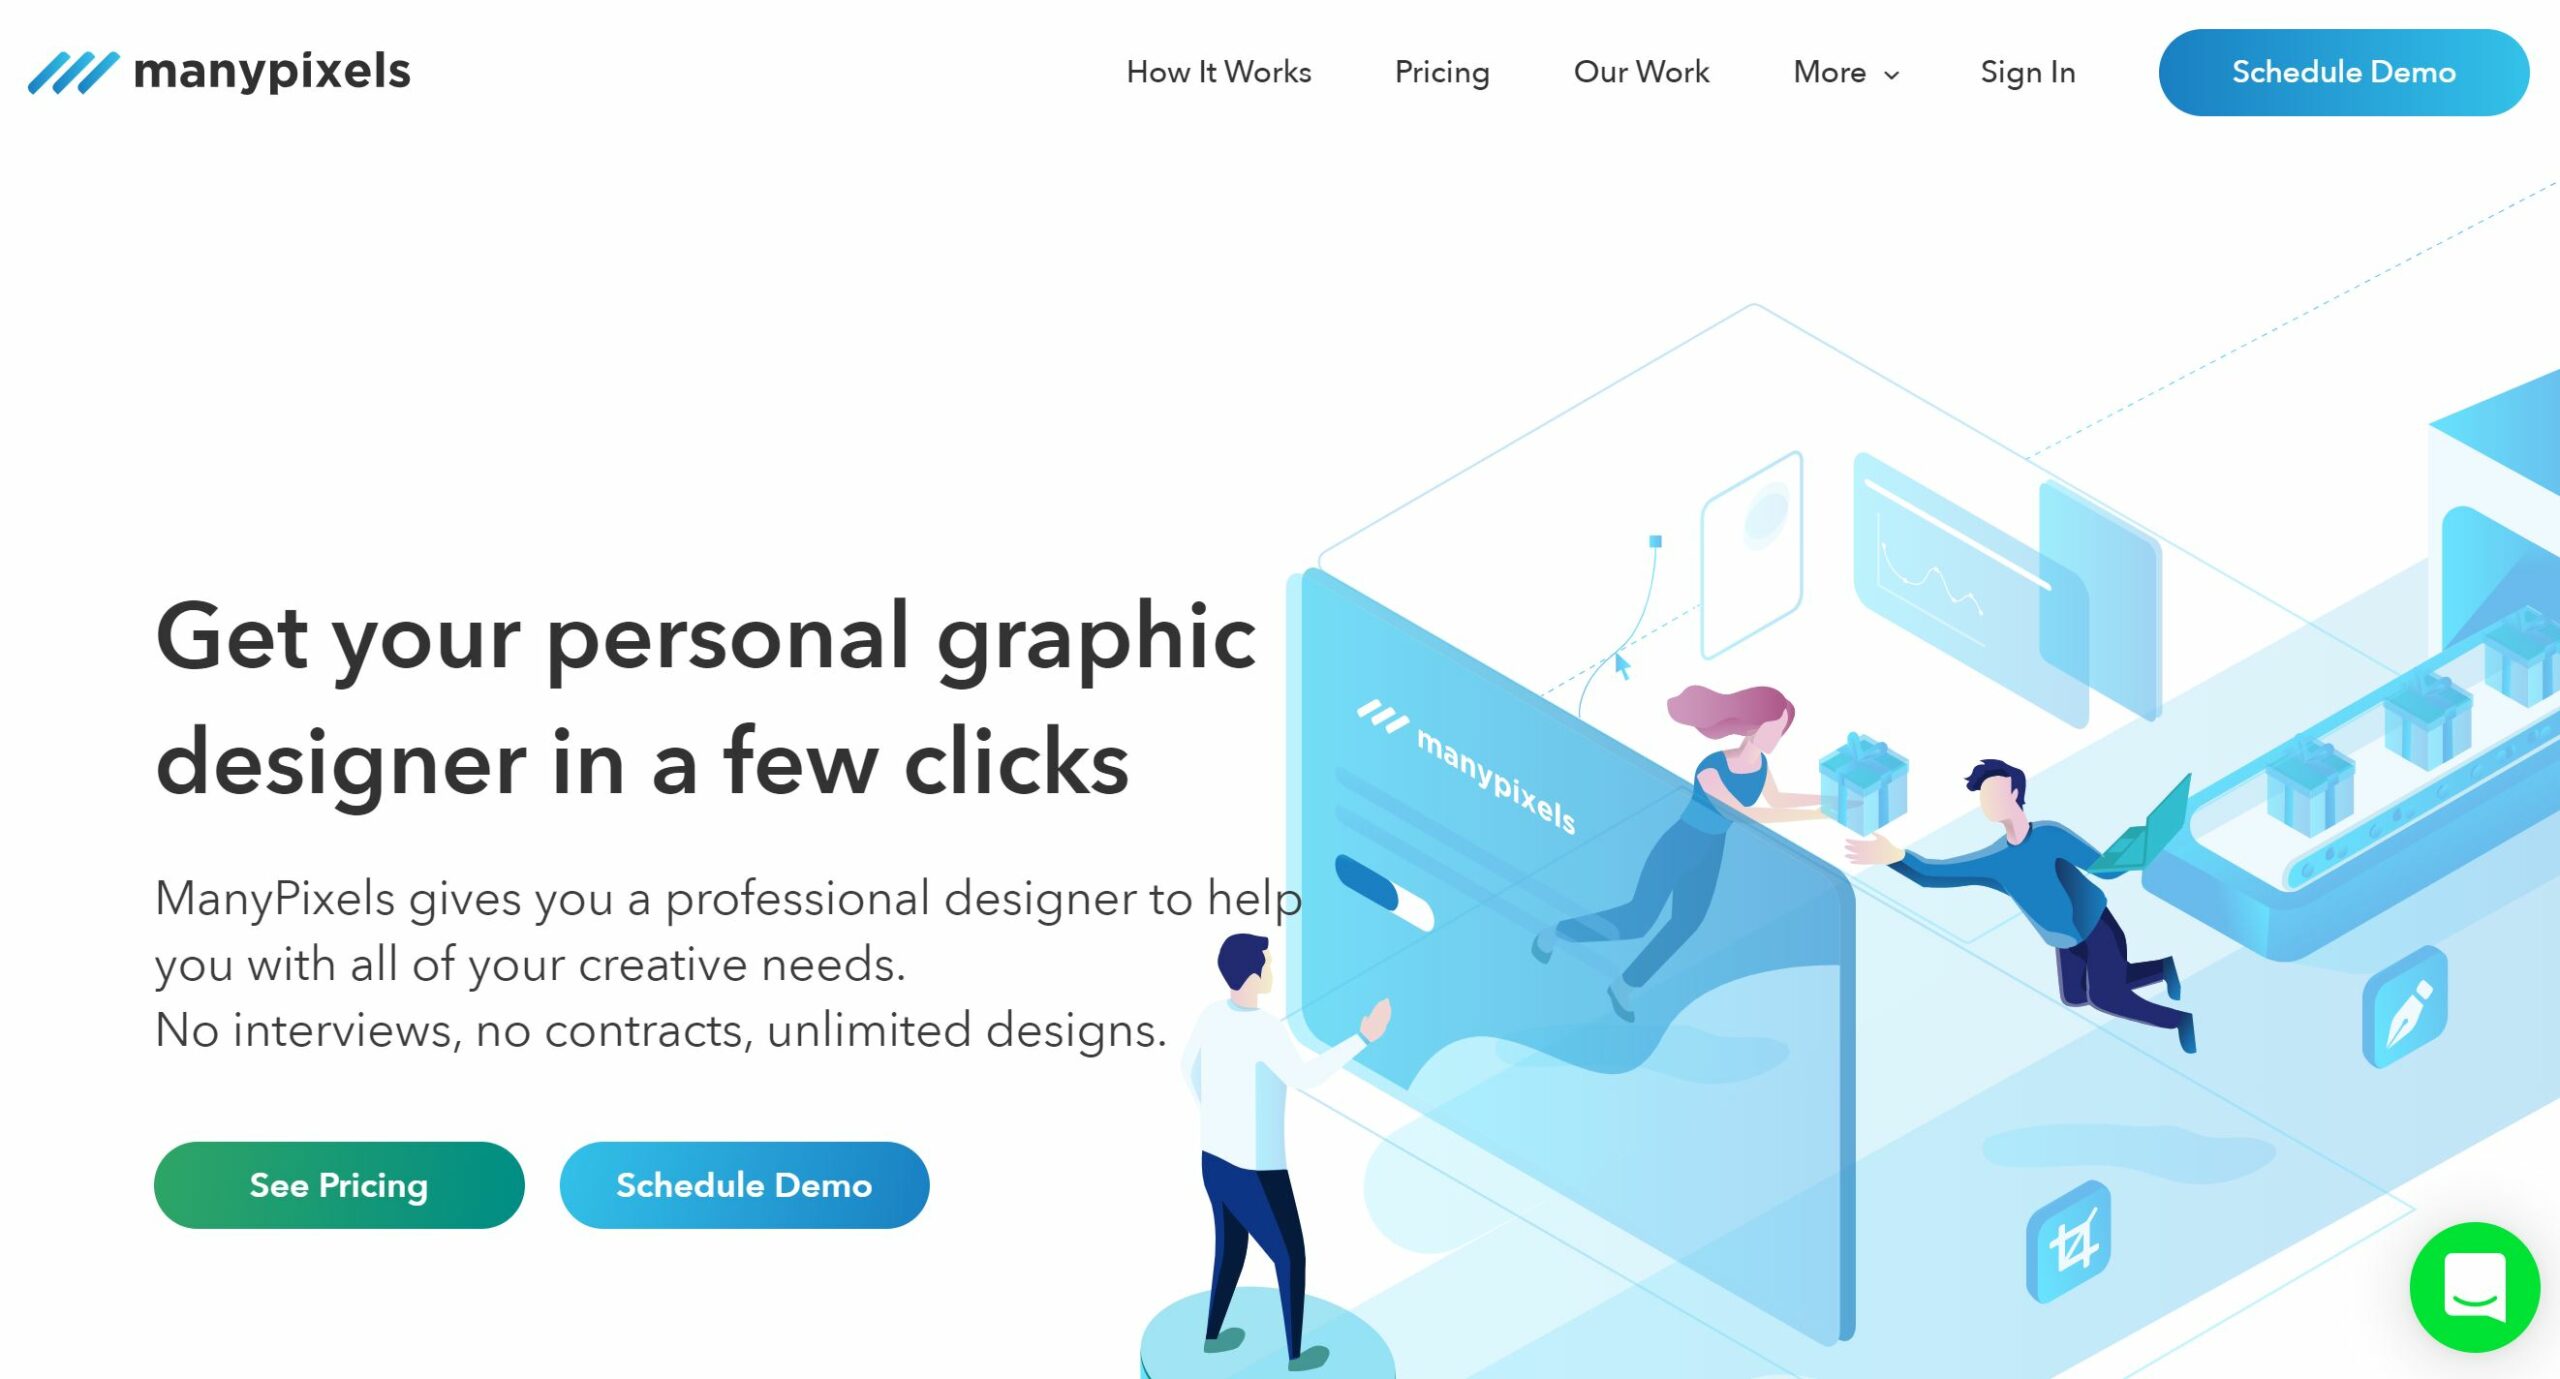 manypixels
How It Works
Pricing
Our Work
More
Sign In
Schedule Demo
Get your personal graphic
designer in a few clicks
ManyPixels gives you a professional designer to help
you with all of your creative needs.
No interviews, no contracts, unlimited designs.
See Pricing
Schedule Demo
manypixels